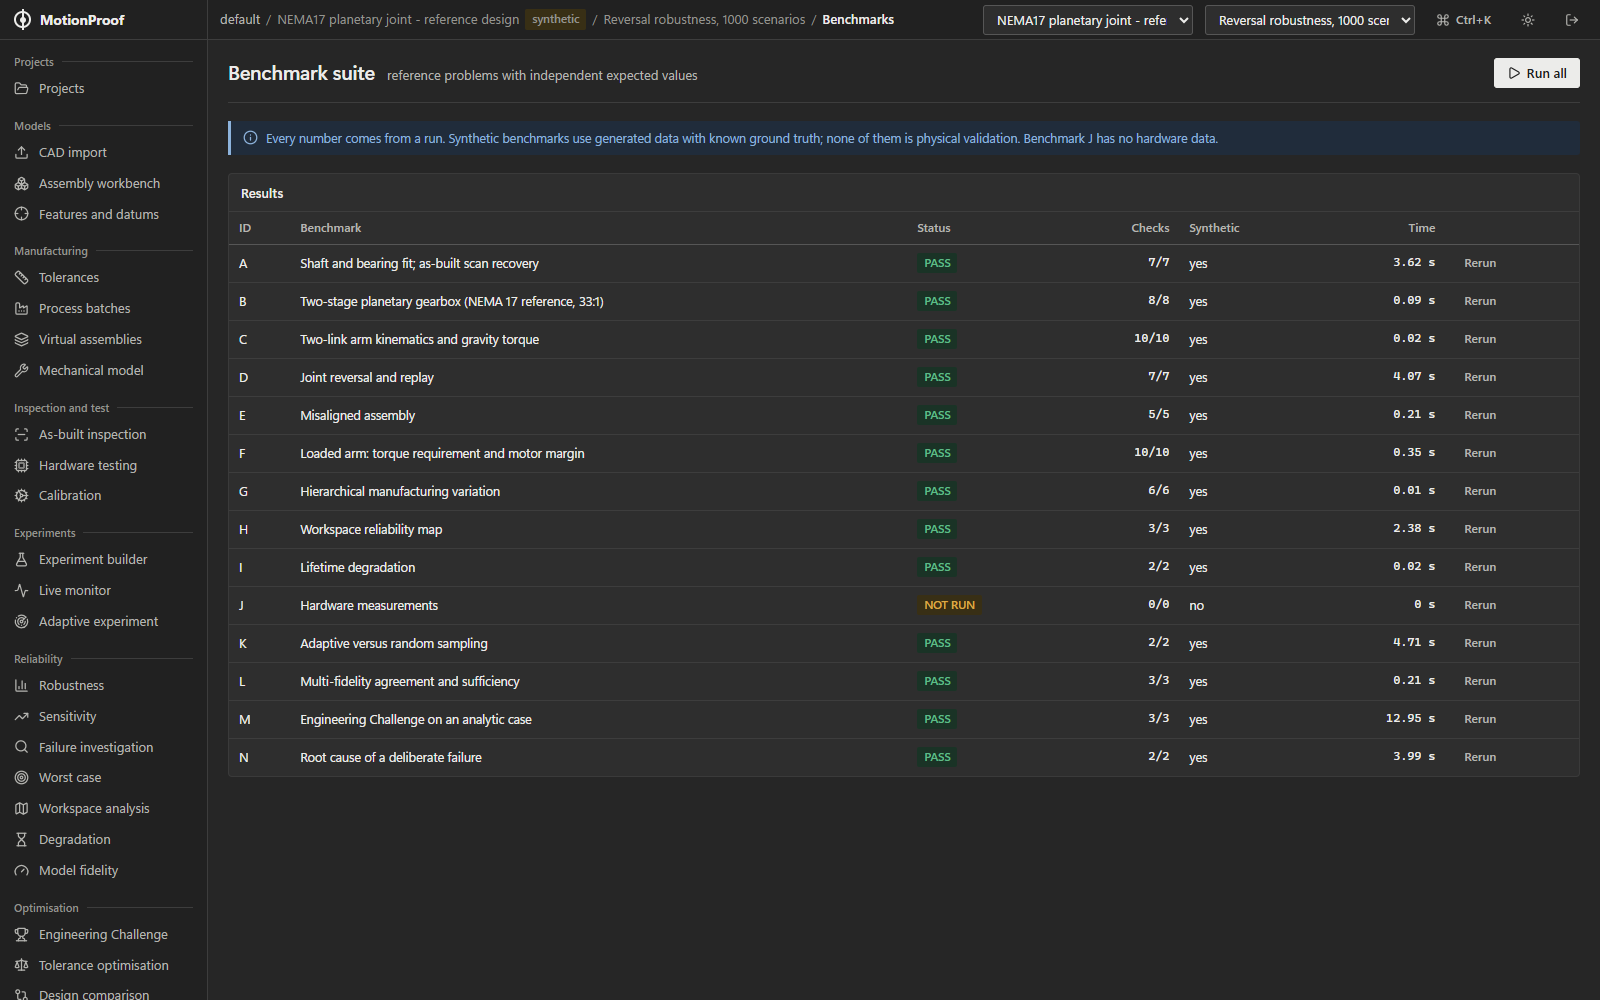 MotionProof
default / NEMA17 planetary joint - reference design synthetic / Reversal robustness, 1000 scenarios / Benchmarks
NEMA17 planetary joint - refe
Reversal robustness, 1000 scer
Ctrl+K
Projects
Projects
Models
CAD import
Assembly workbench
Features and datums
Manufacturing
Tolerances
Process batches
Virtual assemblies
Mechanical model
Inspection and test
As-built inspection
Hardware testing
Calibration
Experiments
Experiment builder
Live monitor
Adaptive experiment
Reliability
Robustness
Sensitivity
Failure investigation
Worst case
Workspace analysis
Degradation
Model fidelity
Optimisation
Engineering Challenge
Tolerance optimisation
Design comparison
Benchmark suite reference problems with independent expected values
Run all
Every number comes from a run. Synthetic benchmarks use generated data with known ground truth; none of them is physical validation. Benchmark J has no hardware data.
Results
ID Benchmark Status Checks Synthetic Time
A Shaft and bearing fit; as-built scan recovery PASS 7/7 yes 3.62 s Rerun
B Two-stage planetary gearbox (NEMA 17 reference, 33:1) PASS 8/8 yes 0.09 s Rerun
C Two-link arm kinematics and gravity torque PASS 10/10 yes 0.02 s Rerun
D Joint reversal and replay PASS 7/7 yes 4.07 s Rerun
E Misaligned assembly PASS 5/5 yes 0.21 s Rerun
F Loaded arm: torque requirement and motor margin PASS 10/10 yes 0.35 s Rerun
G Hierarchical manufacturing variation PASS 6/6 yes 0.01 s Rerun
H Workspace reliability map PASS 3/3 yes 2.38 s Rerun
I Lifetime degradation PASS 2/2 yes 0.02 s Rerun
J Hardware measurements NOT RUN 0/0 no 0 s Rerun
K Adaptive versus random sampling PASS 2/2 yes 4.71 s Rerun
L Multi-fidelity agreement and sufficiency PASS 3/3 yes 0.21 s Rerun
M Engineering Challenge on an analytic case PASS 3/3 yes 12.95 s Rerun
N Root cause of a deliberate failure PASS 2/2 yes 3.99 s Rerun